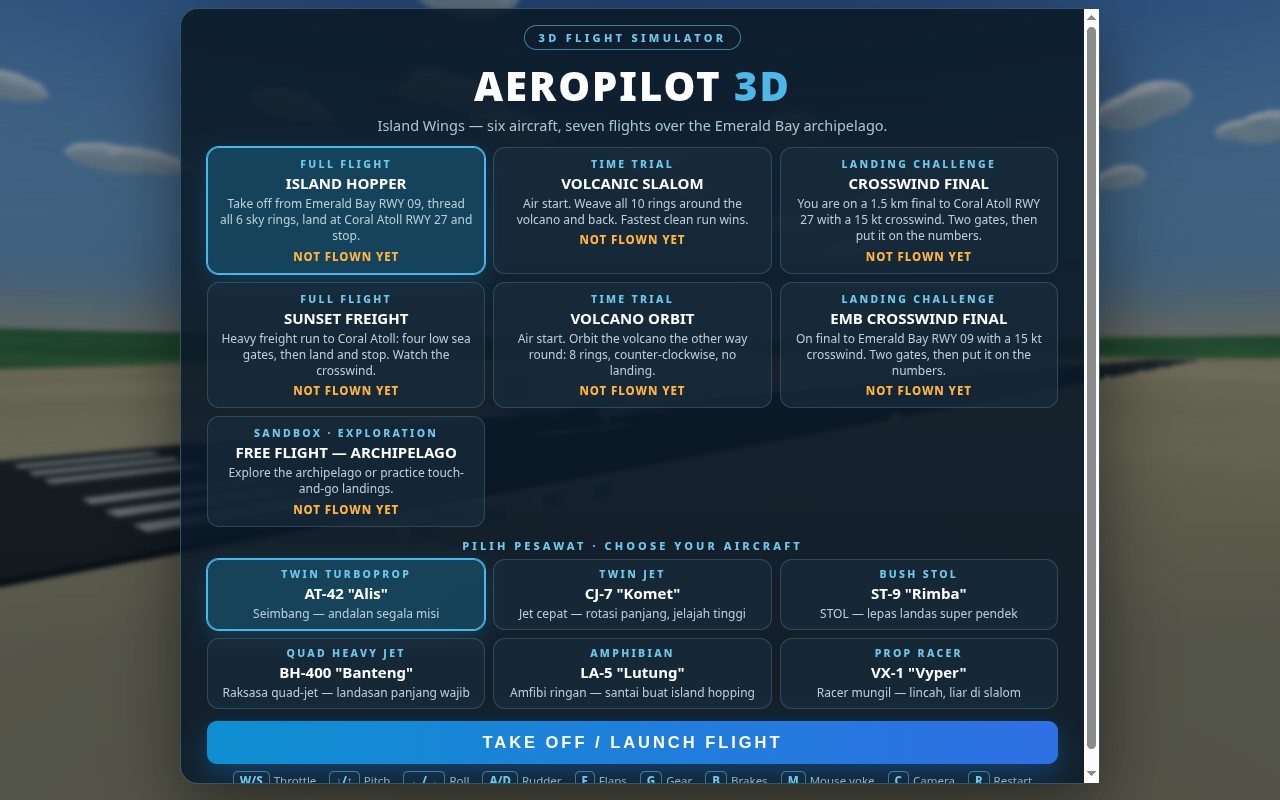 3D FLIGHT SIMULATOR
AEROPILOT 3D
Island Wings — six aircraft, seven flights over the Emerald Bay archipelago.
FULL FLIGHT
ISLAND HOPPER
Take off from Emerald Bay RWY 09, thread
all 6 sky rings, land at Coral Atoll RWY 27 and
stop.
NOT FLOWN YET
TIME TRIAL
VOLCANIC SLALOM
Air start. Weave all 10 rings around the
volcano and back. Fastest clean run wins.
NOT FLOWN YET
LANDING CHALLENGE
CROSSWIND FINAL
You are on a 1.5 km final to Coral Atoll RWY
27 with a 15 kt crosswind. Two gates, then
put it on the numbers.
NOT FLOWN YET
FULL FLIGHT
SUNSET FREIGHT
Heavy freight run to Coral Atoll: four low sea
gates, then land and stop. Watch the
crosswind.
NOT FLOWN YET
TIME TRIAL
VOLCANO ORBIT
Air start. Orbit the volcano the other way
round: 8 rings, counter-clockwise, no
landing.
NOT FLOWN YET
LANDING CHALLENGE
EMB CROSSWIND FINAL
On final to Emerald Bay RWY 09 with a 15 kt
crosswind. Two gates, then put it on the
numbers.
NOT FLOWN YET
SANDBOX · EXPLORATION
FREE FLIGHT — ARCHIPELAGO
Explore the archipelago or practice touch-
and-go landings.
NOT FLOWN YET
PILIH PESAWAT · CHOOSE YOUR AIRCRAFT
TWIN TURBOPROP
AT-42 "Alis"
Seimbang — andalan segala misi
TWIN JET
CJ-7 "Komet"
Jet cepat — rotasi panjang, jelajah tinggi
BUSH STOL
ST-9 "Rimba"
STOL — lepas landas super pendek
QUAD HEAVY JET
BH-400 "Banteng"
Raksasa quad-jet — landasan panjang wajib
AMPHIBIAN
LA-5 "Lutung"
Amfibi ringan — santai buat island hopping
PROP RACER
VX-1 "Vyper"
Racer mungil — lincah, liar di slalom
TAKE OFF / LAUNCH FLIGHT
W/S Throttle ↓/↑ Pitch Roll A/D Rudder F Flaps G Gear B Brakes M Mouse yoke C Camera R Restart